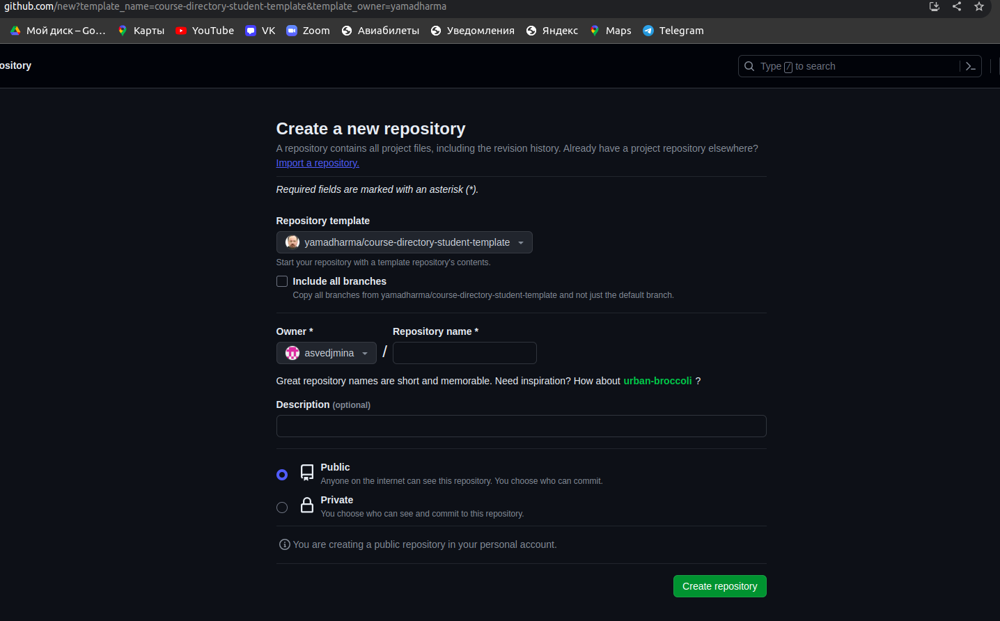 github.com/new?template_name=course-directory-student-template&template_owner=yamadharma
Мой диск – Go... Карты YouTube VK Zoom Авиабилеты Уведомления Яндекс Maps Telegram
ository
Type / to search
Create a new repository
A repository contains all project files, including the revision history. Already have a project repository elsewhere?
Import a repository.
Required fields are marked with an asterisk (*).
Repository template
yamadharma/course-directory-student-template
Start your repository with a template repository's contents.
Include all branches
Copy all branches from yamadharma/course-directory-student-template and not just the default branch.
Owner * Repository name *
asvedjmina /
Great repository names are short and memorable. Need inspiration? How about urban-broccoli ?
Description (optional)
Public
Anyone on the internet can see this repository. You choose who can commit.
Private
You choose who can see and commit to this repository.
You are creating a public repository in your personal account.
Create repository